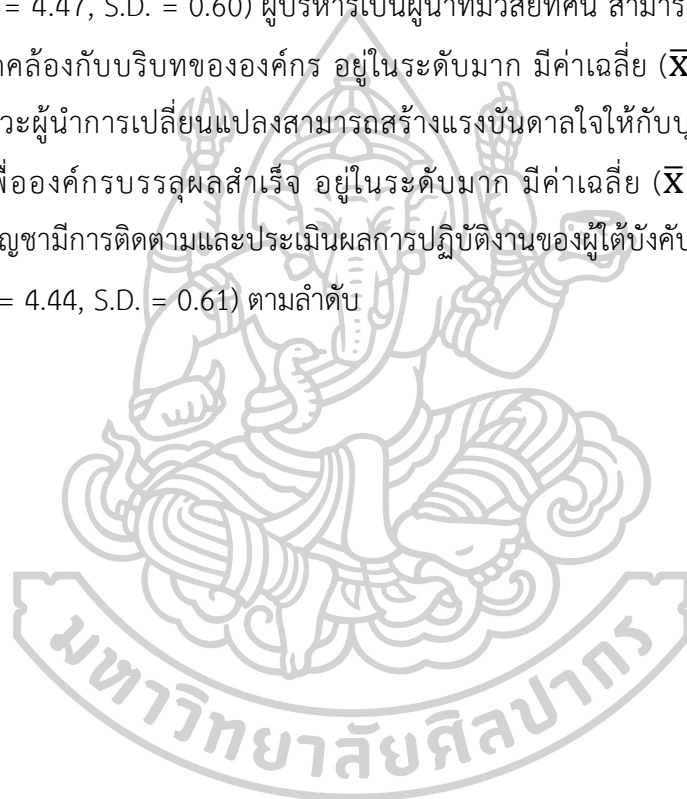 = 4.47, S.D. = 0.60) ผู้บริหารเป็นผู้นำที่มีวิสัยทัศน์ สามาร
คล้องกับบริบทขององค์กร อยู่ในระดับมาก มีค่าเฉลี่ย (X̅
วะผู้นำการเปลี่ยนแปลงสามารถสร้างแรงบันดาลใจให้กับบุ
พื่อองค์กรบรรลุผลสำเร็จ อยู่ในระดับมาก มีค่าเฉลี่ย (X̅
ญชามีการติดตามและประเมินผลการปฏิบัติงานของผู้ใต้บังคับ
= 4.44, S.D. = 0.61) ตามลำดับ
มหาวิทยาลัยศิลปากร